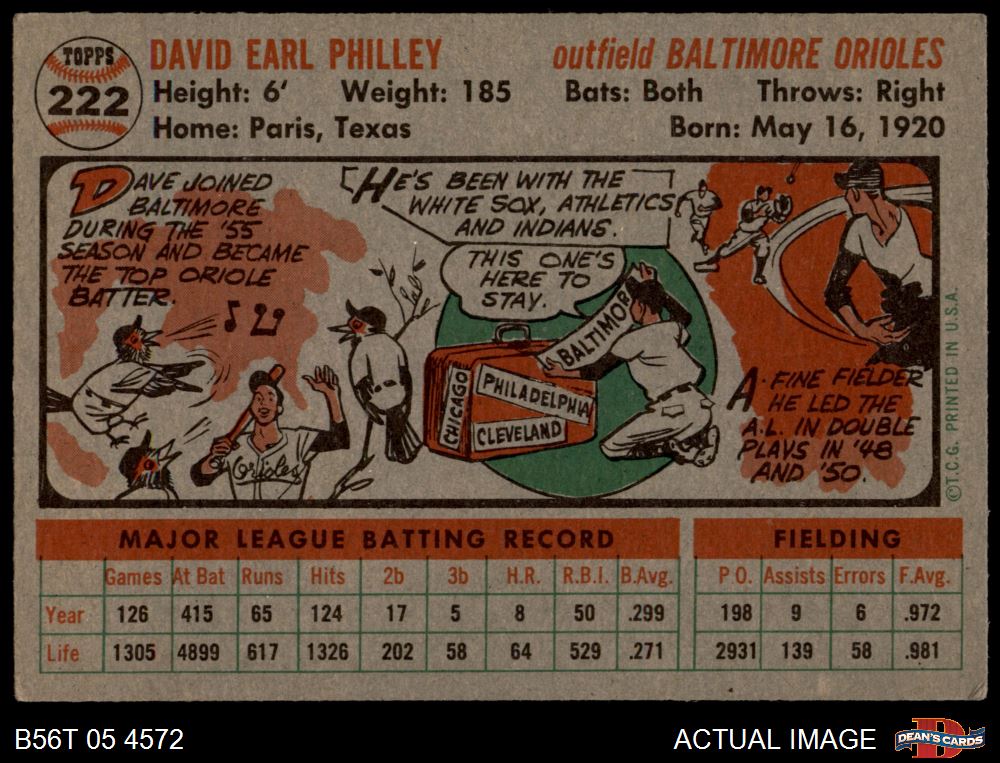 TOPPS
222
DAVID EARL PHILLEY
outfield BALTIMORE ORIOLES
Height: 6' Weight: 185 Bats: Both Throws: Right
Home: Paris, Texas Born: May 16, 1920
DAVE JOINED
BALTIMORE
DURING THE '55
SEASON AND BECAME
THE TOP ORIOLE
BATTER.
Orioles
HE'S BEEN WITH THE
WHITE SOX, ATHLETICS
AND INDIANS.
THIS ONE'S
HERE TO
STAY.
BALTIMORE
CHICAGO
PHILADELPHIA
CLEVELAND
A FINE FIELDER
HE LED THE
A.L. IN DOUBLE
PLAYS IN '48
AND '50.
©T.C.G. PRINTED IN U.S.A.
MAJOR LEAGUE BATTING RECORD FIELDING
Games At Bat Runs Hits 2b 3b H.R. R.B.I. B.Avg. P.O. Assists Errors F.Avg.
Year 126 415 65 124 17 5 8 50 .299 198 9 6 .972
Life 1305 4899 617 1326 202 58 64 529 .271 2931 139 58 .981
B56T 05 4572
ACTUAL IMAGE
DEAN'S CARDS